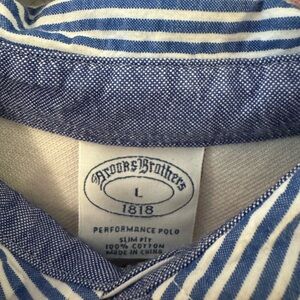 Brooks Brothers
L
1818
PERFORMANCE POLO
SLIM FIT
100% COTTON
MADE IN CHINA